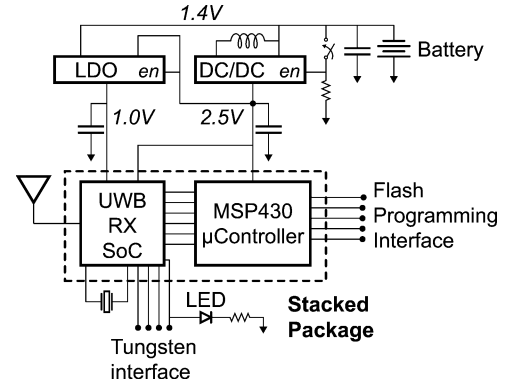 1.4V
LDO
en
DC/DC
en
Battery
1.0V
2.5V
UWB
RX
SoC
MSP430
µController
Flash
Programming
Interface
LED
Stacked
Package
Tungsten
interface